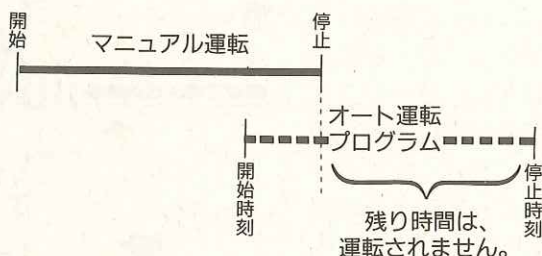 開始
マニュアル運転
停止
オート運転
プログラム
開始時刻
停止時刻
残り時間は、
運転されません。